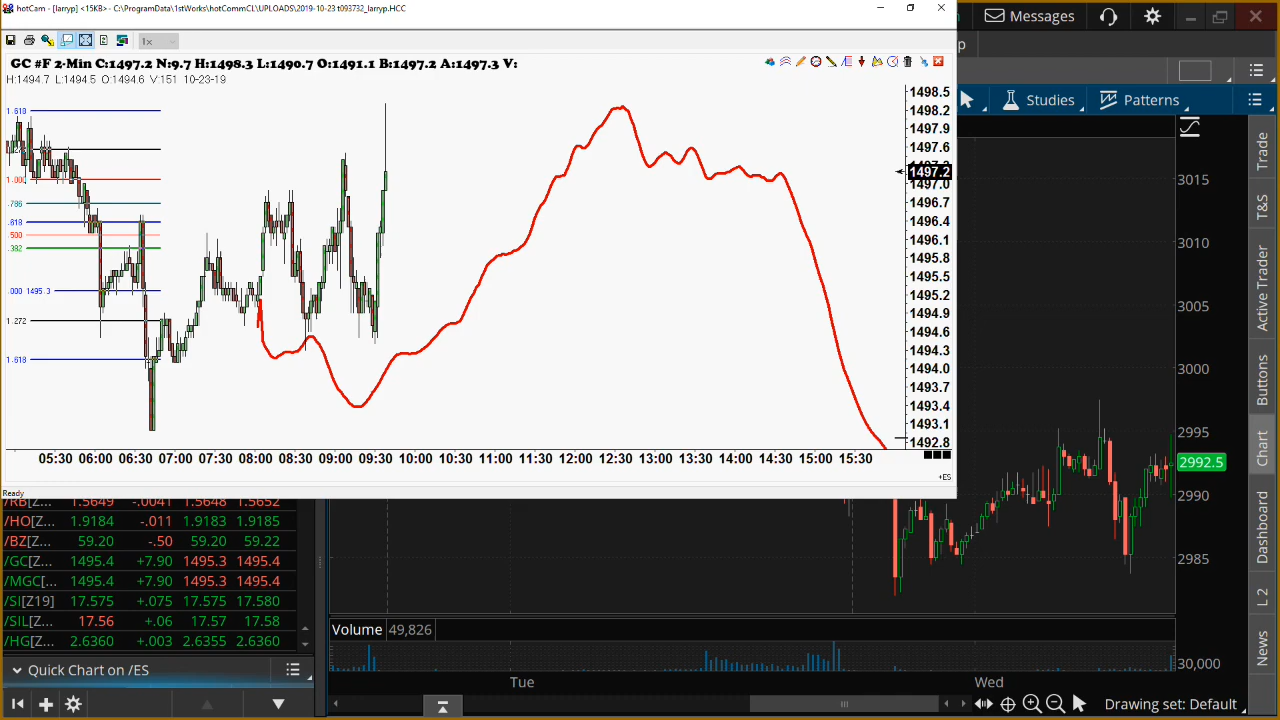 hotCam - [larryp] <15KB> - C:\ProgramData\1stWorks\hotCommCL\UPLOADS\2019-10-23 t093732_larryp.HCC
Messages
p
1x
GC #F 2-Min C:1497.2 N:9.7 H:1498.3 L:1490.7 O:1491.1 B:1497.2 A:1497.3 V:
H:1494.7 L:1494.5 O:1494.6 V:151 10-23-19
Studies
Patterns
1.618
1.000
.786
.618
.500
.382
.000 1495.3
1.272
1.618
1498.5
1498.2
1497.9
1497.6
1497.2
1497.0
1496.7
1496.4
1496.1
1495.8
1495.5
1495.2
1494.9
1494.6
1494.3
1494.0
1493.7
1493.4
1493.1
1492.8
05:30 06:00 06:30 07:00 07:30 08:00 08:30 09:00 09:30 10:00 10:30 11:00 11:30 12:00 12:30 13:00 13:30 14:00 14:30 15:00 15:30
+ES
Ready
3015
3010
3005
3000
2995
2992.5
2990
2985
Trade
T&S
Active Trader
Buttons
Chart
Dashboard
L 2
News
/RB[Z... 1.5649 -.0041 1.5648 1.5652
/HO[Z... 1.9184 -.011 1.9183 1.9185
/BZ[Z... 59.20 -.50 59.20 59.22
/GC[Z... 1495.4 +7.90 1495.3 1495.4
/MGC[... 1495.4 +7.90 1495.3 1495.4
/SI[Z19] 17.575 +.075 17.575 17.580
/SIL[Z... 17.56 +.06 17.57 17.58
/HG[Z... 2.6360 +.003 2.6355 2.6360
Quick Chart on /ES
Volume 49,826
30,000
Tue
Wed
Drawing set: Default